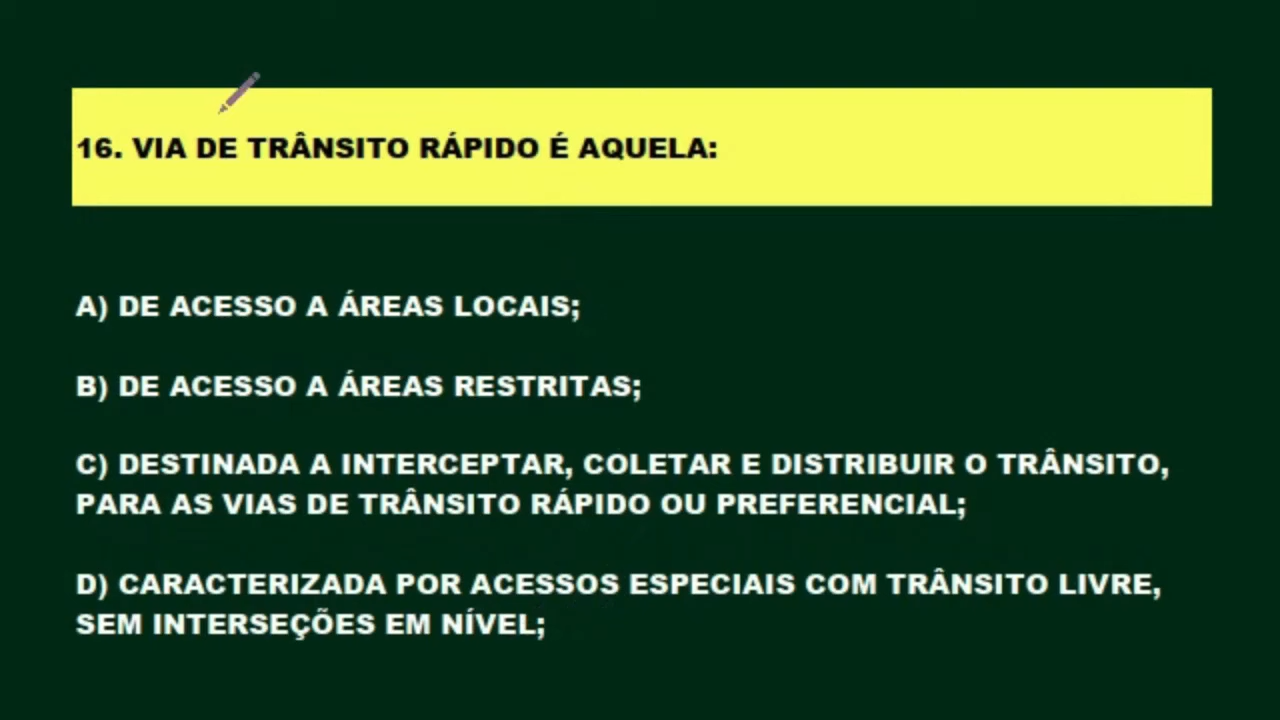 16. VIA DE TRÂNSITO RÁPIDO É AQUELA:
A) DE ACESSO A ÁREAS LOCAIS;
B) DE ACESSO A ÁREAS RESTRITAS;
C) DESTINADA A INTERCEPTAR, COLETAR E DISTRIBUIR O TRÂNSITO,
PARA AS VIAS DE TRÂNSITO RÁPIDO OU PREFERENCIAL;
D) CARACTERIZADA POR ACESSOS ESPECIAIS COM TRÂNSITO LIVRE,
SEM INTERSEÇÕES EM NÍVEL;